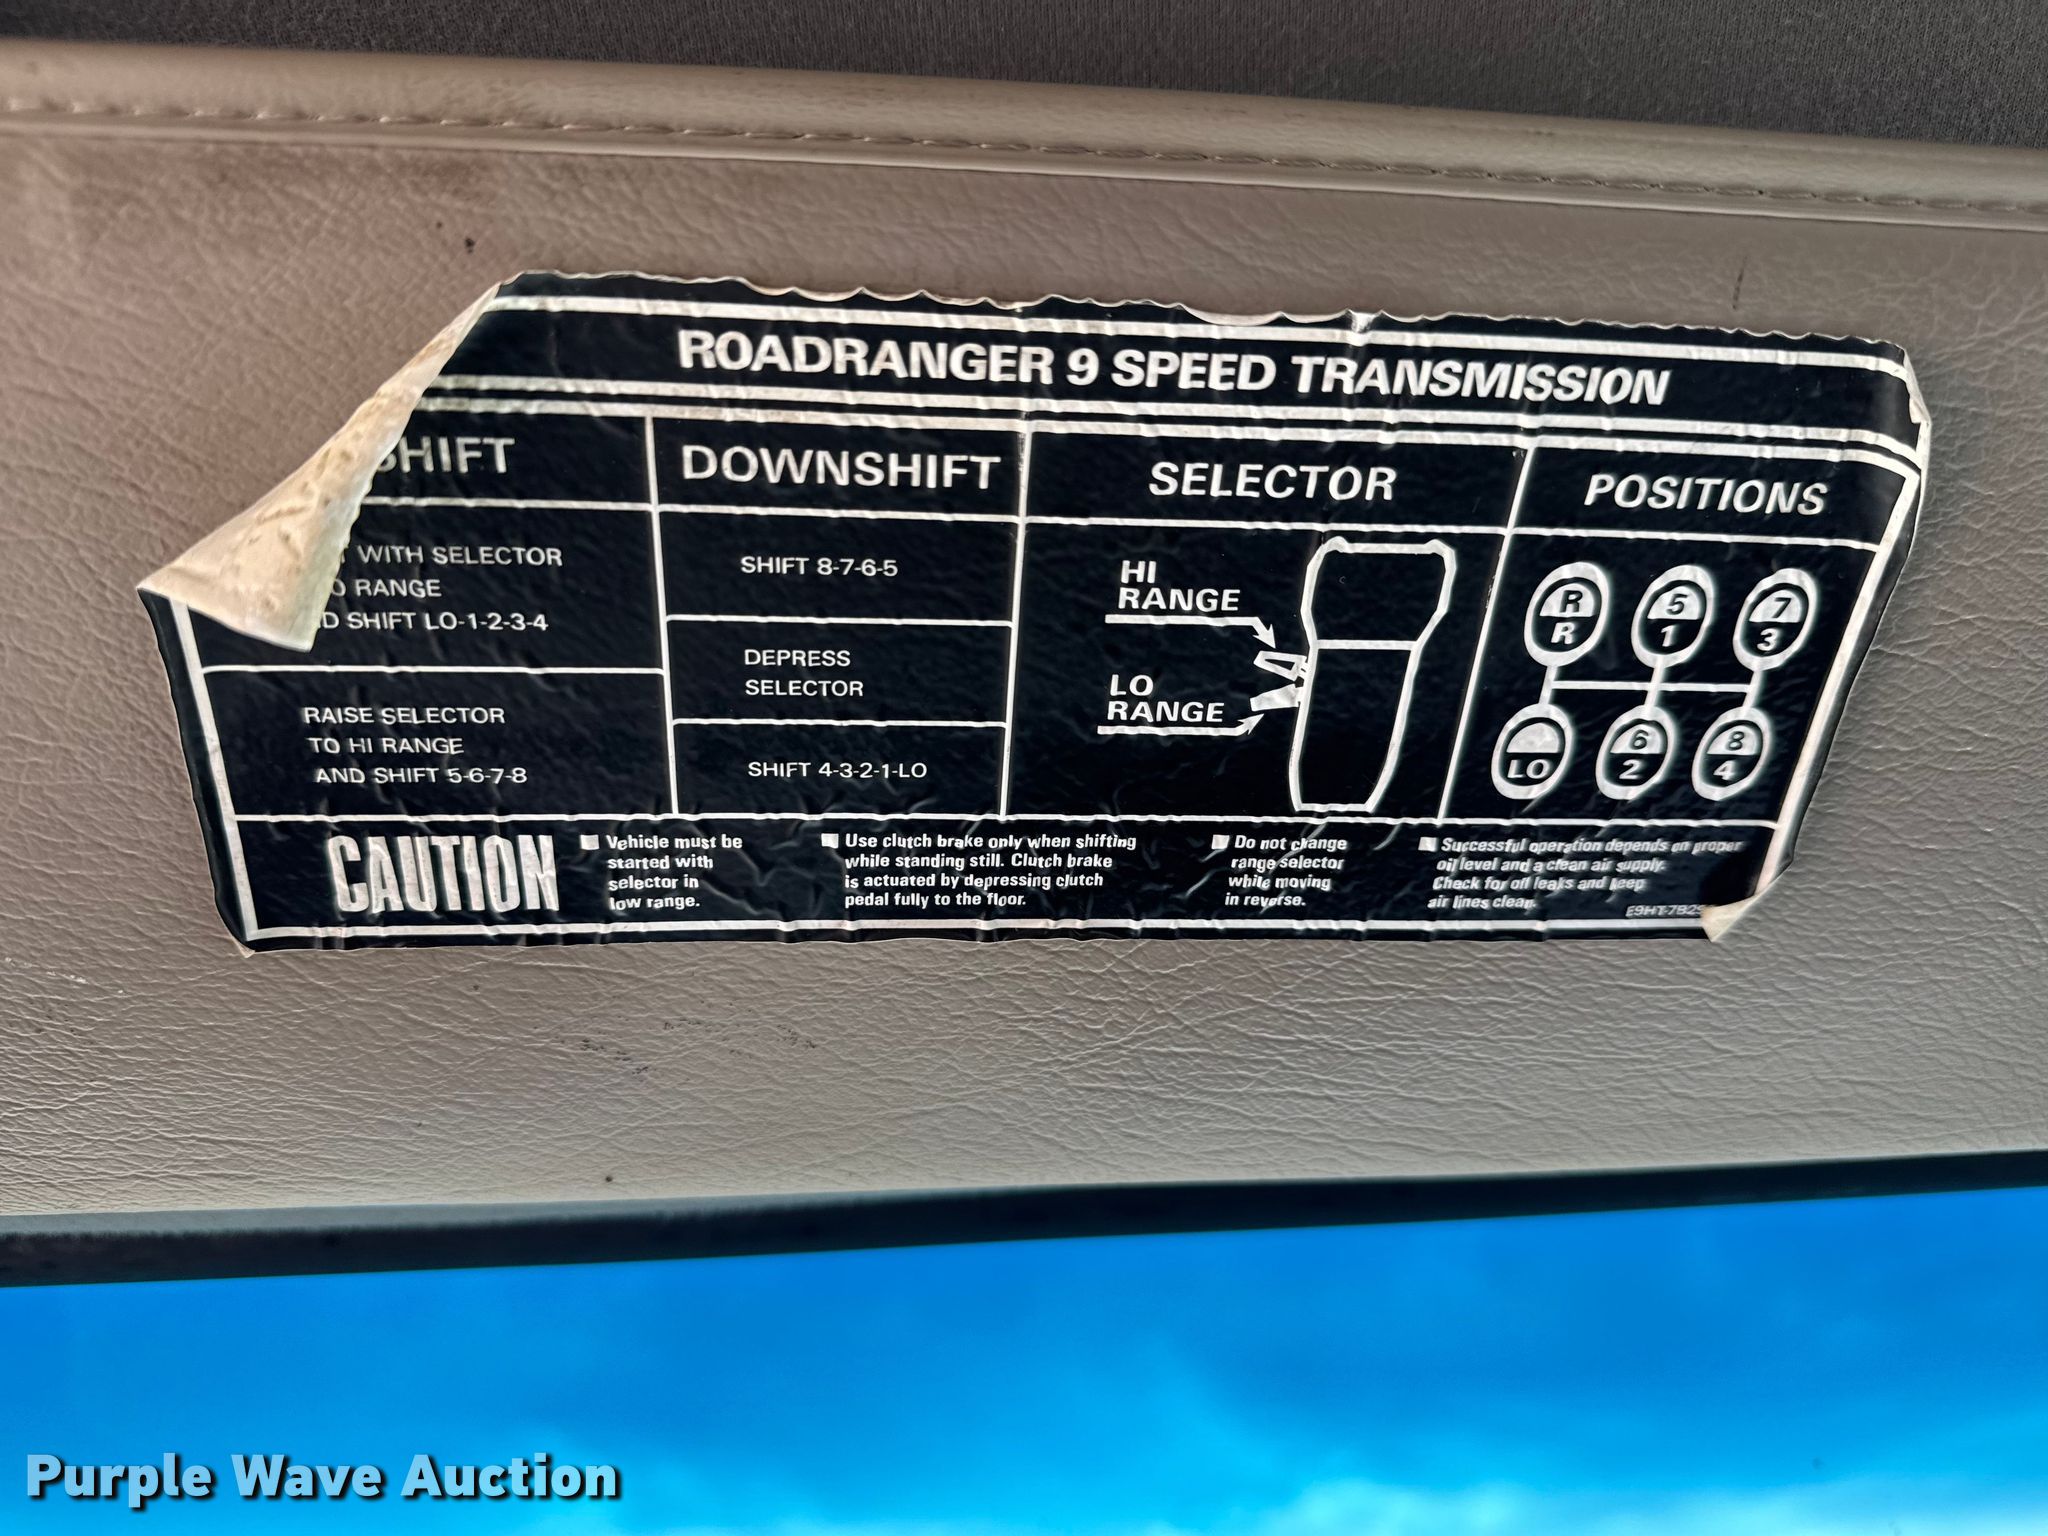 ROADRANGER 9 SPEED TRANSMISSION
SHIFT
WITH SELECTOR
O RANGE
D SHIFT LO-1-2-3-4
RAISE SELECTOR
TO HI RANGE
AND SHIFT 5-6-7-8
DOWNSHIFT
SHIFT 8-7-6-5
DEPRESS
SELECTOR
SHIFT 4-3-2-1-LO
SELECTOR
HI
RANGE
LO
RANGE
POSITIONS
R 5 7
R 1 3
6 8
LO 2 4
CAUTION
Vehicle must be
started with
selector in
low range.
Use clutch brake only when shifting
while standing still. Clutch brake
is actuated by depressing clutch
pedal fully to the floor.
Do not change
range selector
while moving
in reverse.
Successful operation depends on proper
oil level and a clean air supply.
Check for oil leaks and keep
air lines clear.
E9HT-7B2
Purple Wave Auction